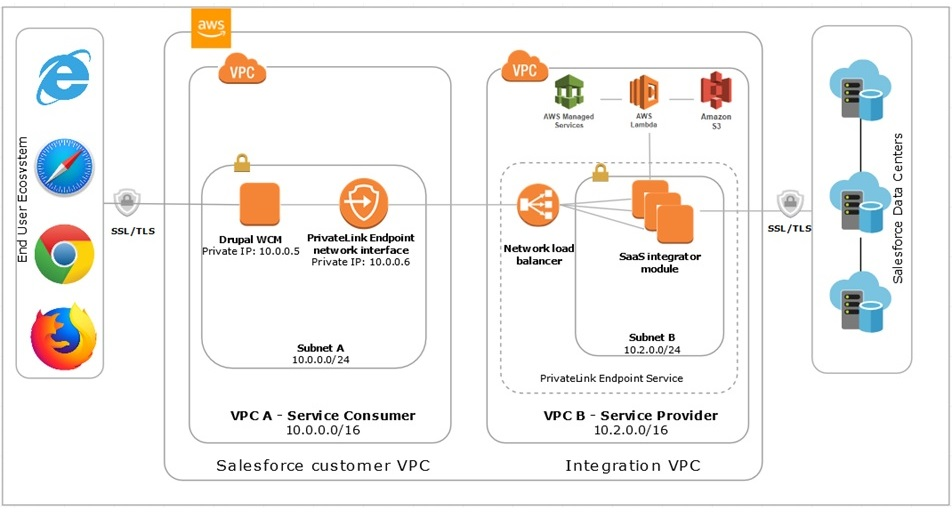 aws
VPC
VPC
AWS Managed
Services
AWS
Lambda
Amazon
S3
End User Ecosystem
SSL/TLS
Drupal WCM
Private IP: 10.0.0.5
PrivateLink Endpoint
network interface
Private IP: 10.0.0.6
Subnet A
10.0.0.0/24
VPC A - Service Consumer
10.0.0.0/16
Salesforce customer VPC
Network load
balancer
SaaS integrator
module
Subnet B
10.2.0.0/24
PrivateLink Endpoint Service
VPC B - Service Provider
10.2.0.0/16
Integration VPC
SSL/TLS
Salesforce Data Centers